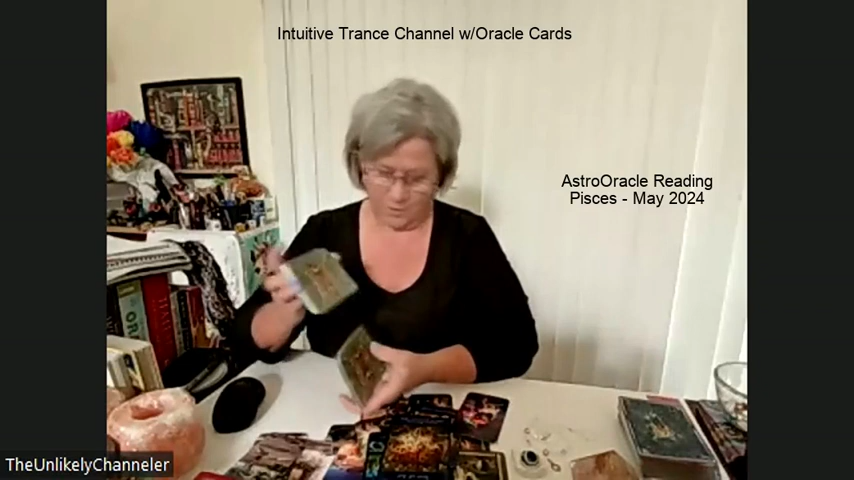 Intuitive Trance Channel w/Oracle Cards
AstroOracle Reading
Pisces - May 2024
TheUnlikelyChanneler